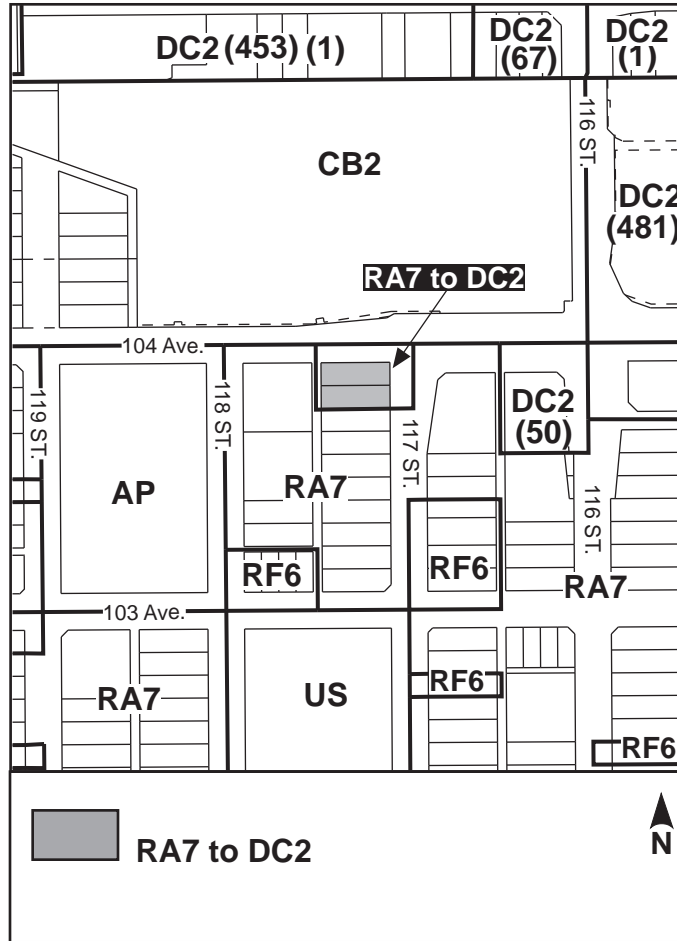 DC2 (453) (1)
DC2
(67)
DC2
(1)
116 ST.
CB2
DC2
(481)
RA7 to DC2
104 Ave.
119 ST.
118 ST.
117 ST.
DC2
(50)
AP
RA7
116 ST.
RF6
RF6
RA7
103 Ave.
RA7
US
RF6
RF6
RA7 to DC2
N